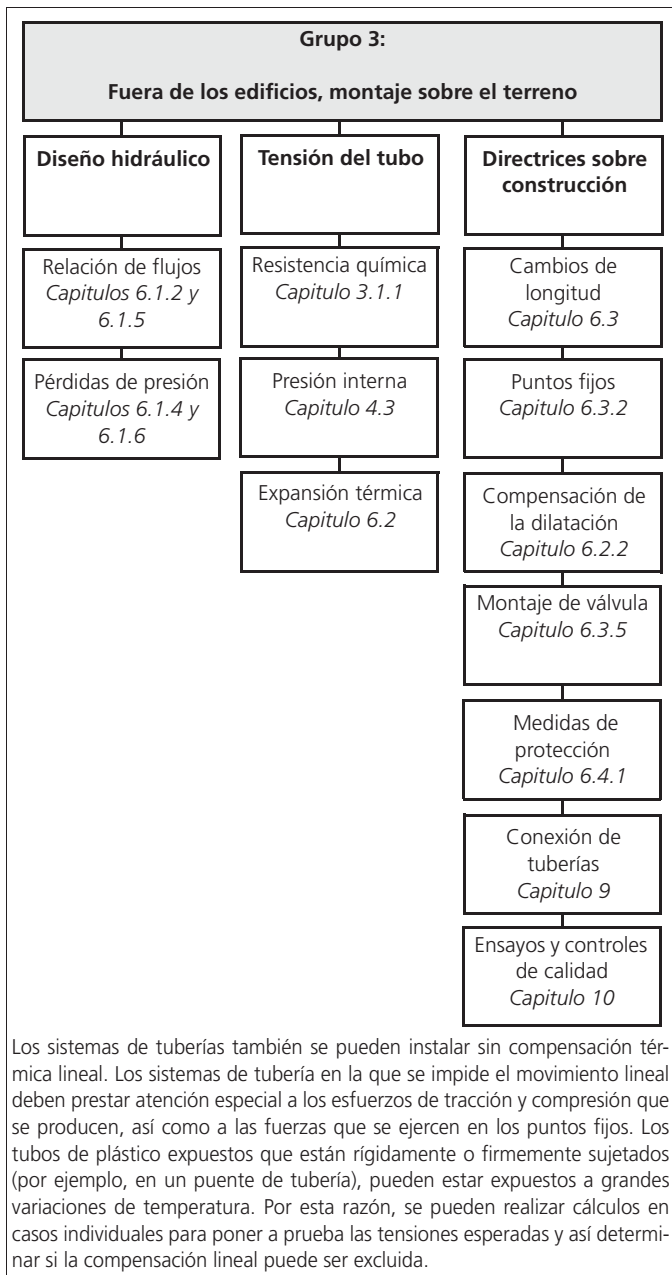 Grupo 3:
Fuera de los edificios, montaje sobre el terreno
Diseño hidráulico
Relación de flujos
Capitulos 6.1.2 y
6.1.5
Pérdidas de presión
Capitulos 6.1.4 y
6.1.6
Tensión del tubo
Resistencia química
Capitulo 3.1.1
Presión interna
Capitulo 4.3
Expansión térmica
Capitulo 6.2
Directrices sobre
construcción
Cambios de
longitud
Capitulo 6.3
Puntos fijos
Capitulo 6.3.2
Compensación de
la dilatación
Capitulo 6.2.2
Montaje de válvula
Capitulo 6.3.5
Medidas de
protección
Capitulo 6.4.1
Conexión de
tuberías
Capitulo 9
Ensayos y controles
de calidad
Capitulo 10
Los sistemas de tuberías también se pueden instalar sin compensación tér-
mica lineal. Los sistemas de tubería en la que se impide el movimiento lineal
deben prestar atención especial a los esfuerzos de tracción y compresión que
se producen, así como a las fuerzas que se ejercen en los puntos fijos. Los
tubos de plástico expuestos que están rígidamente o firmemente sujetados
(por ejemplo, en un puente de tubería), pueden estar expuestos a grandes
variaciones de temperatura. Por esta razón, se pueden realizar cálculos en
casos individuales para poner a prueba las tensiones esperadas y así determi-
nar si la compensación lineal puede ser excluida.